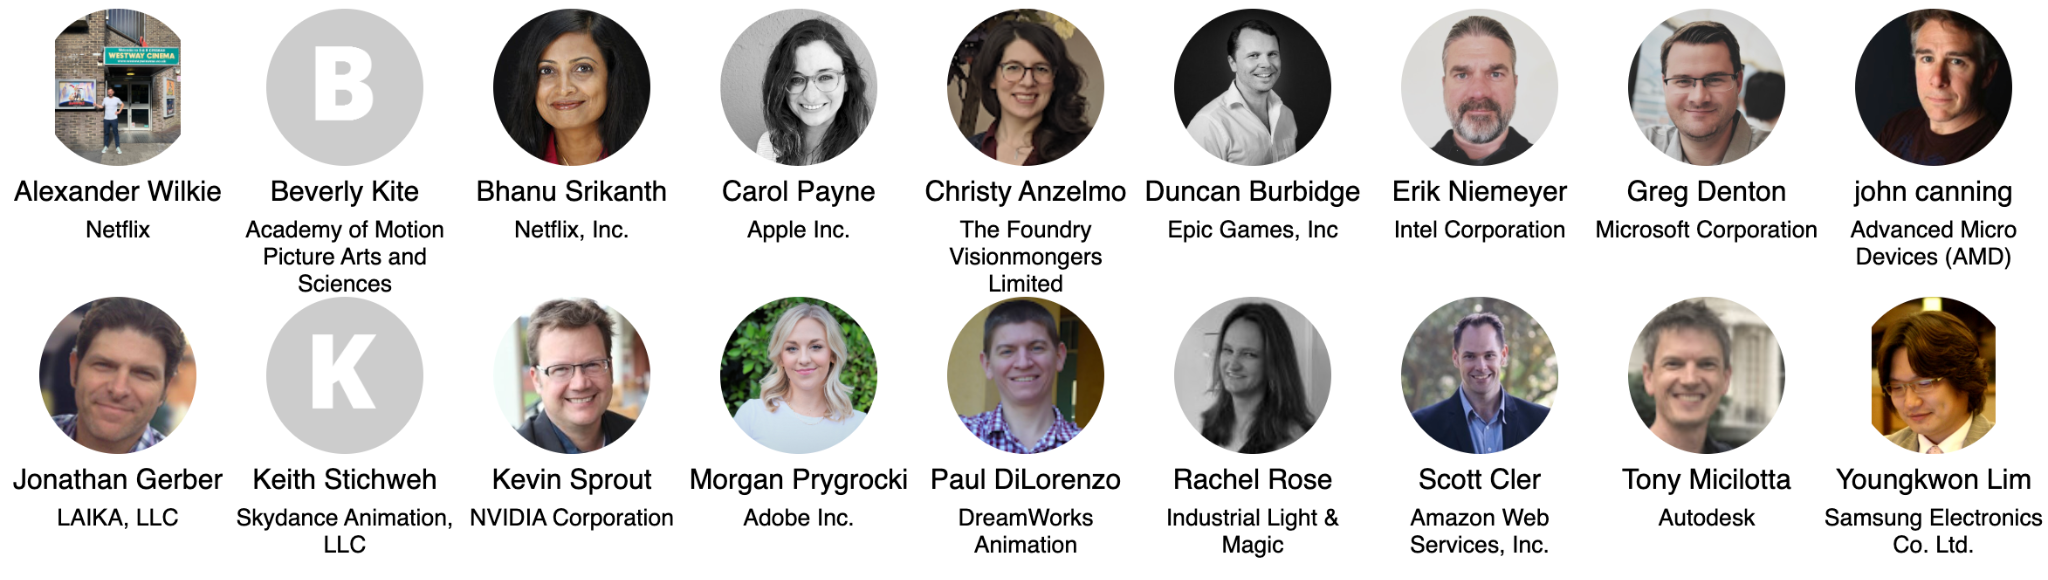 WESTWAY CINEMA
B
Alexander Wilkie
Netflix
Beverly Kite
Academy of Motion
Picture Arts and
Sciences
Bhanu Srikanth
Netflix, Inc.
Carol Payne
Apple Inc.
Christy Anzelmo
The Foundry
Visionmongers
Limited
Duncan Burbidge
Epic Games, Inc
Erik Niemeyer
Intel Corporation
Greg Denton
Microsoft Corporation
john canning
Advanced Micro
Devices (AMD)
K
Jonathan Gerber
LAIKA, LLC
Keith Stichweh
Skydance Animation,
LLC
Kevin Sprout
NVIDIA Corporation
Morgan Prygrocki
Adobe Inc.
Paul DiLorenzo
DreamWorks
Animation
Rachel Rose
Industrial Light &
Magic
Scott Cler
Amazon Web
Services, Inc.
Tony Micilotta
Autodesk
Youngkwon Lim
Samsung Electronics
Co. Ltd.